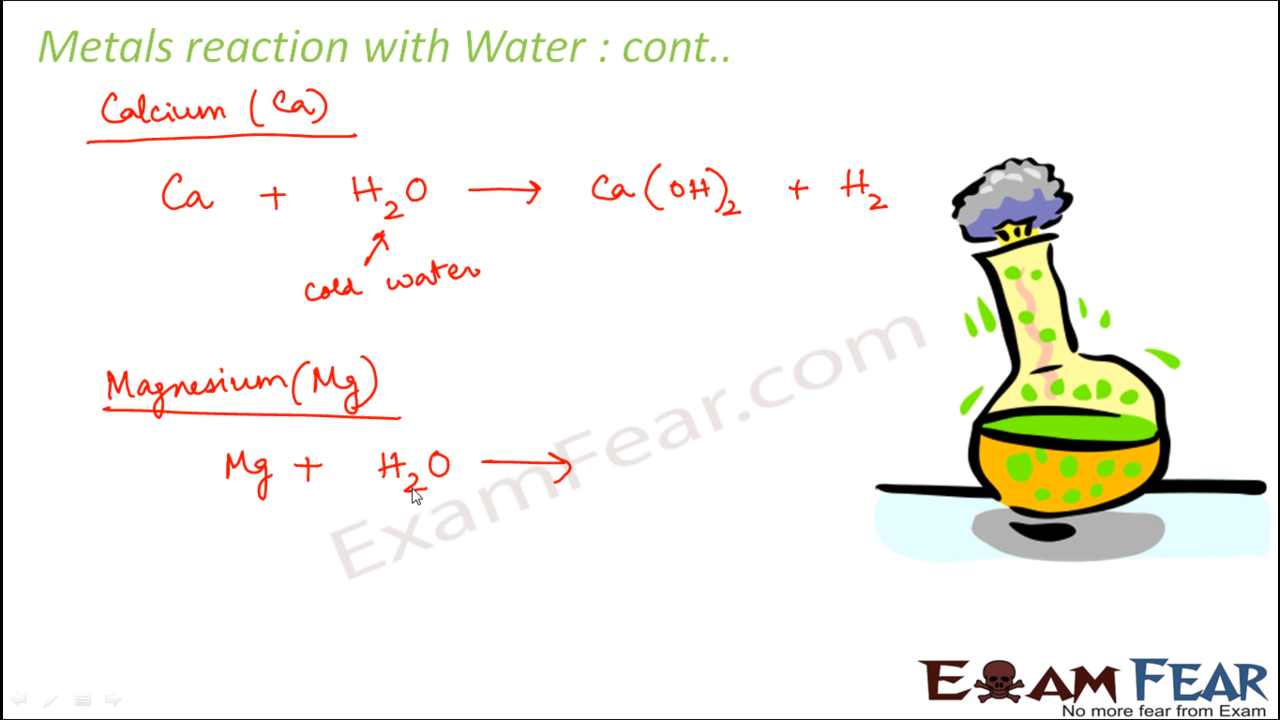 Metals reaction with Water : cont..
Calcium (Ca)
Ca + H₂O → Ca(OH)₂ + H₂
cold water
Magnesium (Mg)
Mg + H₂O →
ExamFear.com
EXAM FEAR
No more fear from Exam